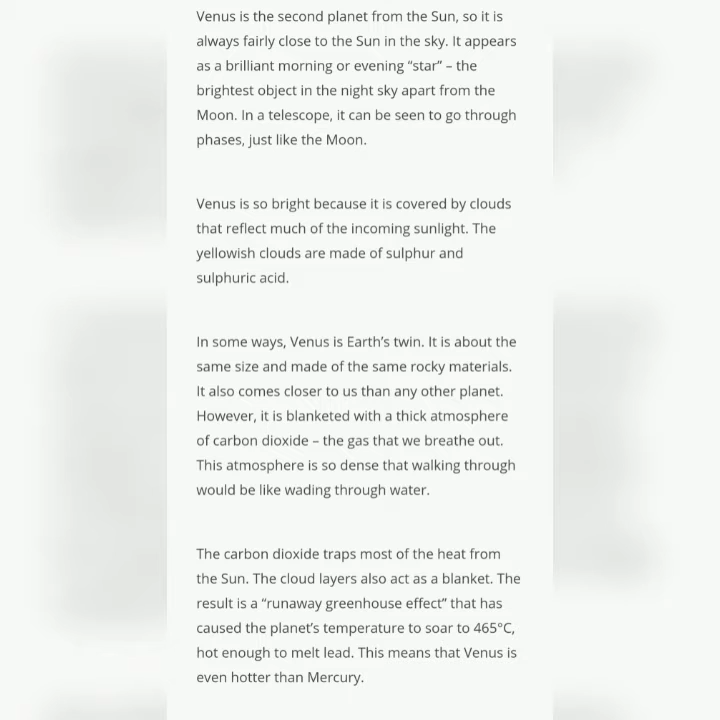 Venus is the second planet from the Sun, so it is
always fairly close to the Sun in the sky. It appears
as a brilliant morning or evening “star” – the
brightest object in the night sky apart from the
Moon. In a telescope, it can be seen to go through
phases, just like the Moon.
Venus is so bright because it is covered by clouds
that reflect much of the incoming sunlight. The
yellowish clouds are made of sulphur and
sulphuric acid.
In some ways, Venus is Earth’s twin. It is about the
same size and made of the same rocky materials.
It also comes closer to us than any other planet.
However, it is blanketed with a thick atmosphere
of carbon dioxide – the gas that we breathe out.
This atmosphere is so dense that walking through
would be like wading through water.
The carbon dioxide traps most of the heat from
the Sun. The cloud layers also act as a blanket. The
result is a “runaway greenhouse effect” that has
caused the planet’s temperature to soar to 465°C,
hot enough to melt lead. This means that Venus is
even hotter than Mercury.